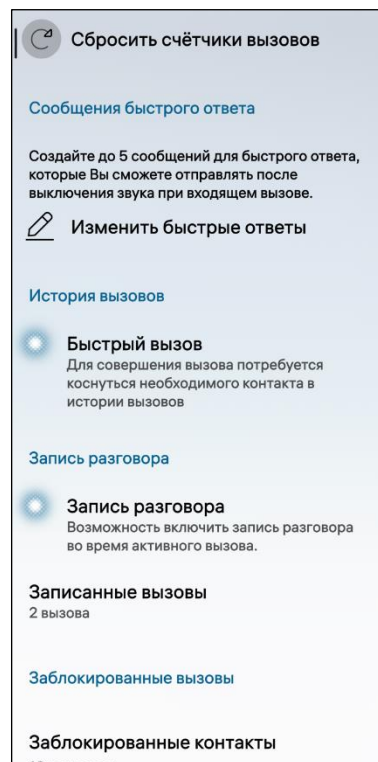 Сбросить счётчики вызовов
Сообщения быстрого ответа
Создайте до 5 сообщений для быстрого ответа,
которые Вы сможете отправлять после
выключения звука при входящем вызове.
Изменить быстрые ответы
История вызовов
Быстрый вызов
Для совершения вызова потребуется
коснуться необходимого контакта в
истории вызовов
Запись разговора
Запись разговора
Возможность включить запись разговора
во время активного вызова.
Записанные вызовы
2 вызова
Заблокированные вызовы
Заблокированные контакты